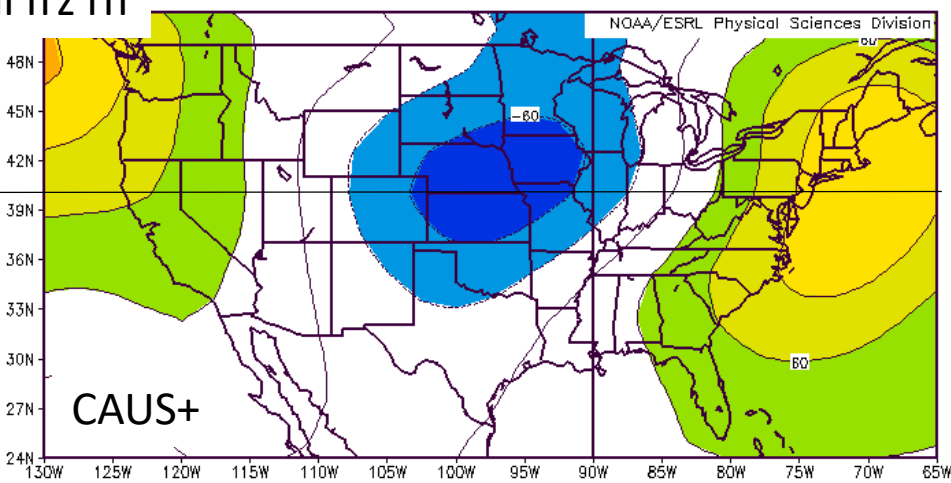 NOAA/ESRL Physical Sciences Division
60
48N
45N
-60
42N
39N
36N
33N
60
30N
27N
CAUS+
24N
130W 125W 120W 115W 110W 105W 100W 95W 90W 85W 80W 75W 70W 65W